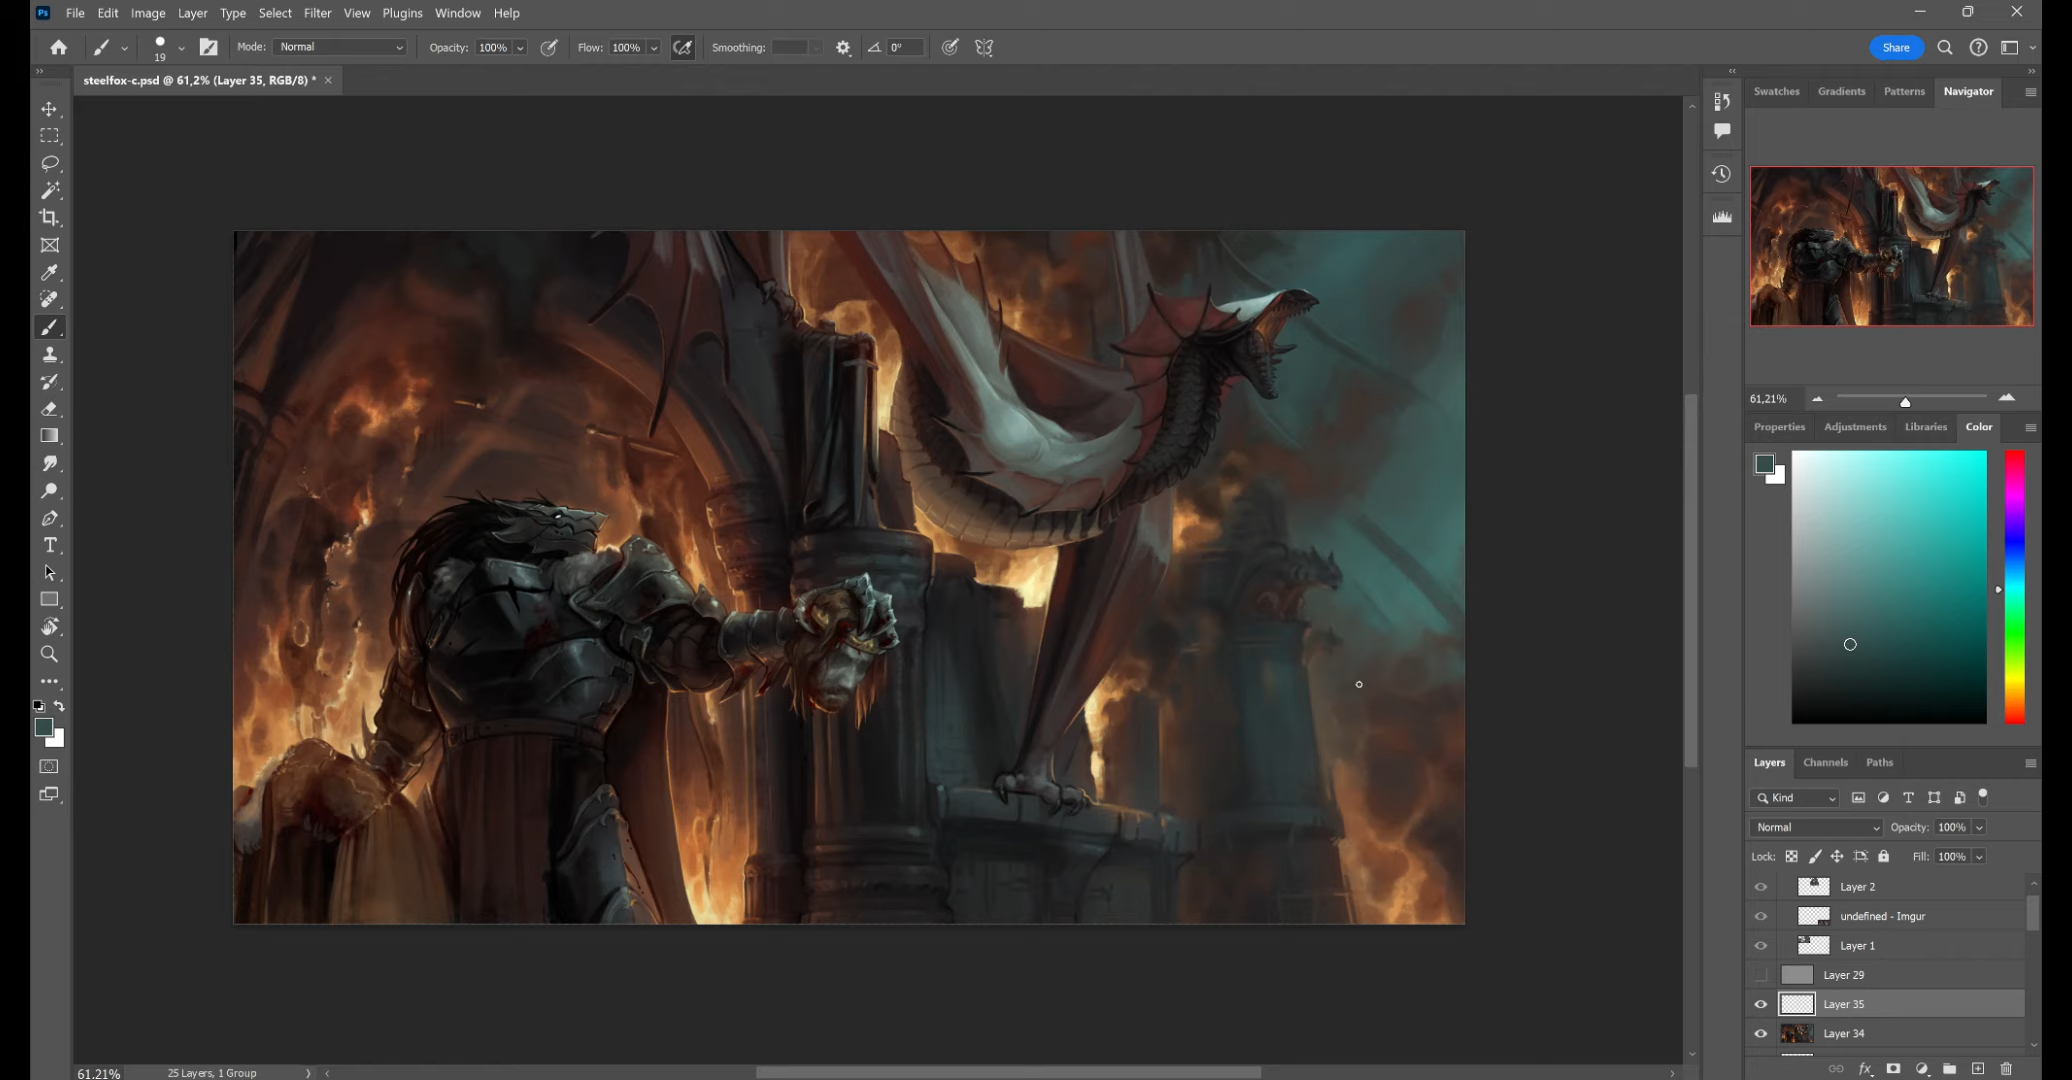 Ps File Edit Image Layer Type Select Filter View Plugins Window Help
19 Mode: Normal Opacity: 100% Flow: 100% Smoothing: 0° Share
steelfox-c.psd @ 61,2% (Layer 35, RGB/8) *
Swatches Gradients Patterns Navigator
61,21%
Properties Adjustments Libraries Color
Layers Channels Paths
Kind
Normal Opacity: 100%
Lock: Fill: 100%
Layer 2
undefined - Imgur
Layer 1
Layer 29
Layer 35
Layer 34
61,21% 25 Layers, 1 Group